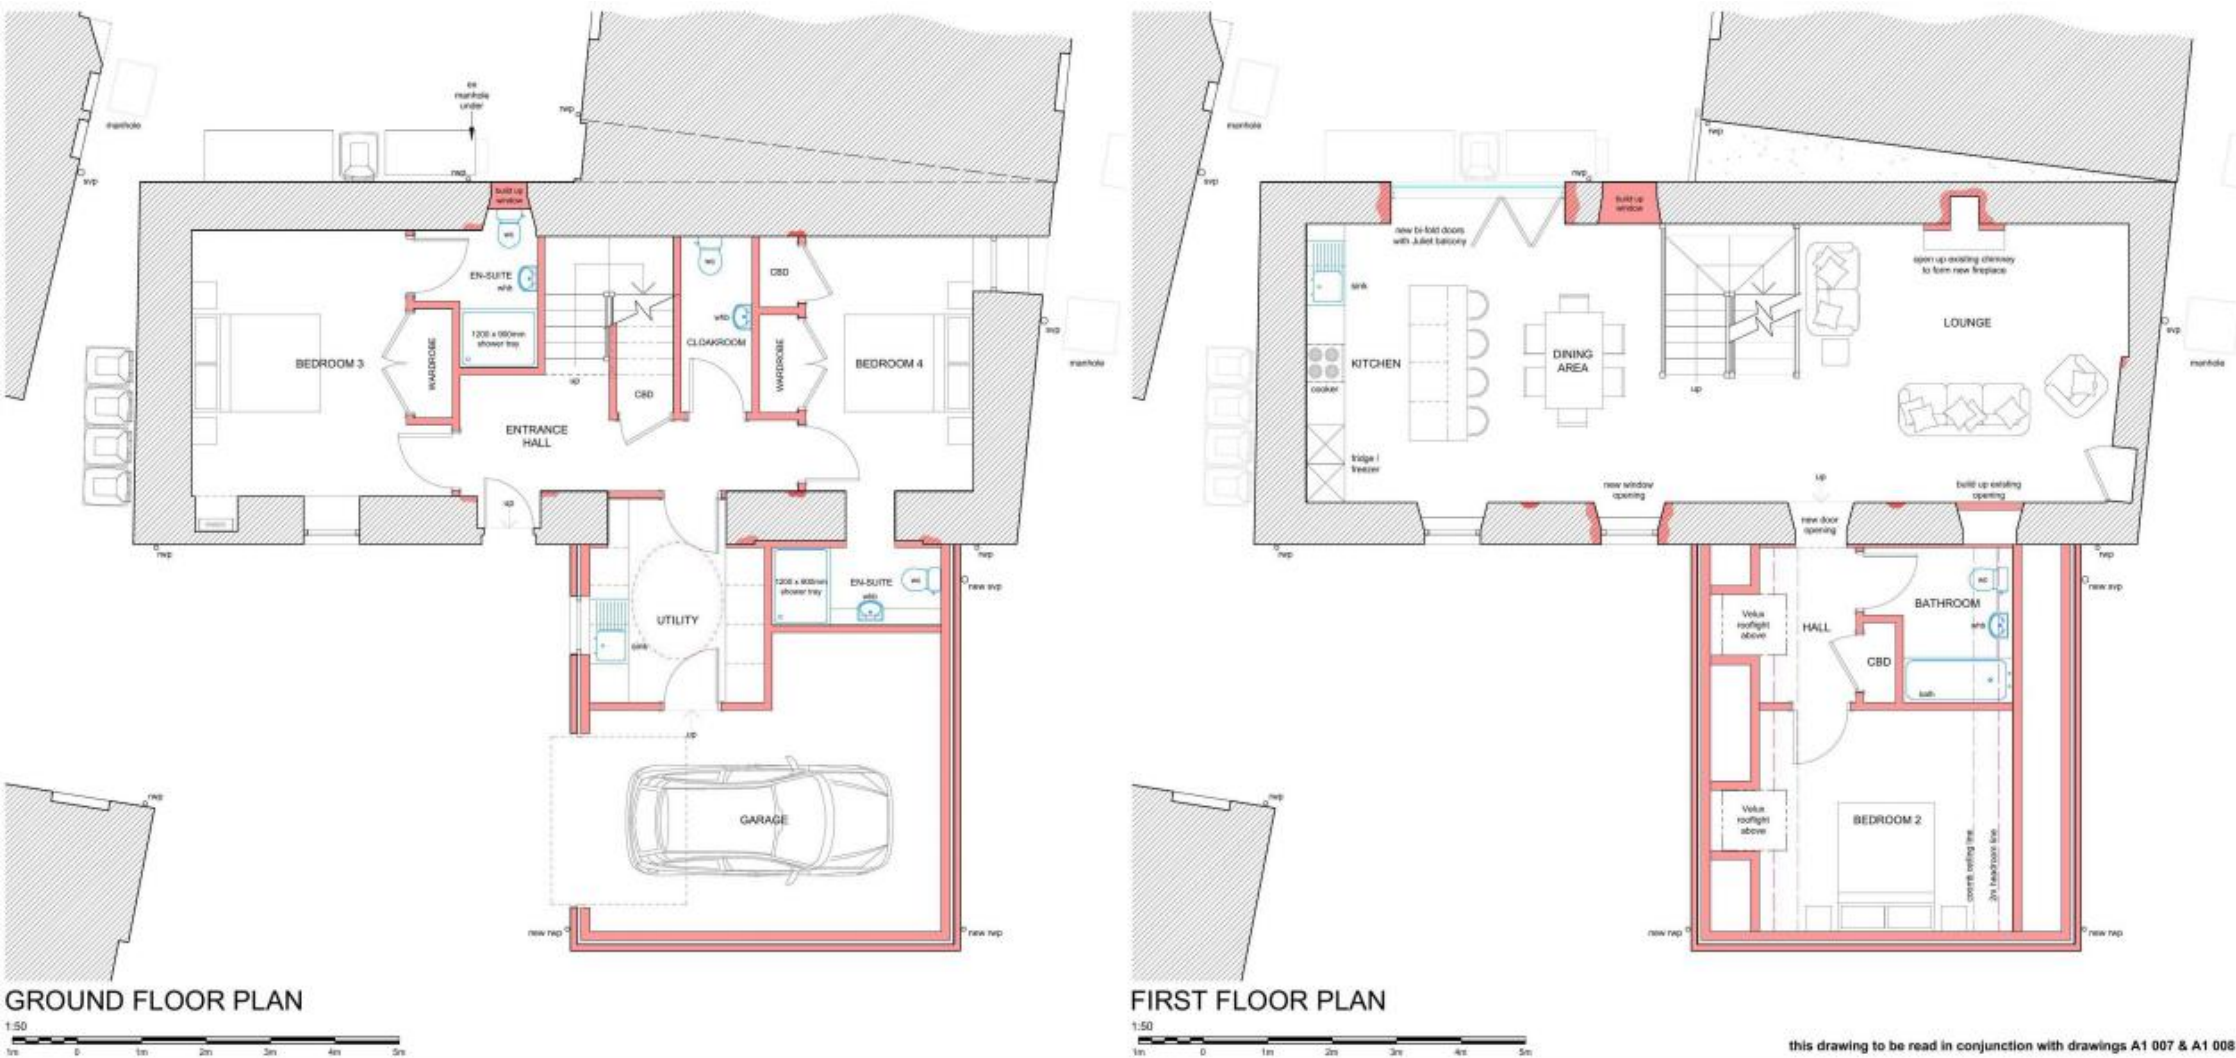 manhole
svp
ex
manhole
under
rwp
rwp
build up
window
wc
EN-SUITE
whb
1200 x 900mm
shower tray
WARDROBE
BEDROOM 3
up
CBD
wc
whb
CLOAKROOM
CBD
WARDROBE
BEDROOM 4
svp
manhole
ENTRANCE
HALL
up
rwp
rwp
1200 x 800mm
shower tray
EN-SUITE
whb
wc
new svp
UTILITY
sink
up
GARAGE
rwp
new rwp
new rwp
GROUND FLOOR PLAN
1:50
1m 0 1m 2m 3m 4m 5m
manhole
svp
rwp
rwp
build up
window
new bi-fold doors
with Juliet balcony
open up existing chimney
to form new fireplace
sink
KITCHEN
cooker
fridge /
freezer
DINING
AREA
up
LOUNGE
svp
manhole
new window
opening
up
new door
opening
build up existing
opening
rwp
rwp
new svp
Velux
rooflight
above
HALL
BATHROOM
wc
whb
CBD
bath
Velux
rooflight
above
BEDROOM 2
coomb ceiling line
2m headroom line
rwp
new rwp
new rwp
FIRST FLOOR PLAN
1:50
1m 0 1m 2m 3m 4m 5m
this drawing to be read in conjunction with drawings A1 007 & A1 008